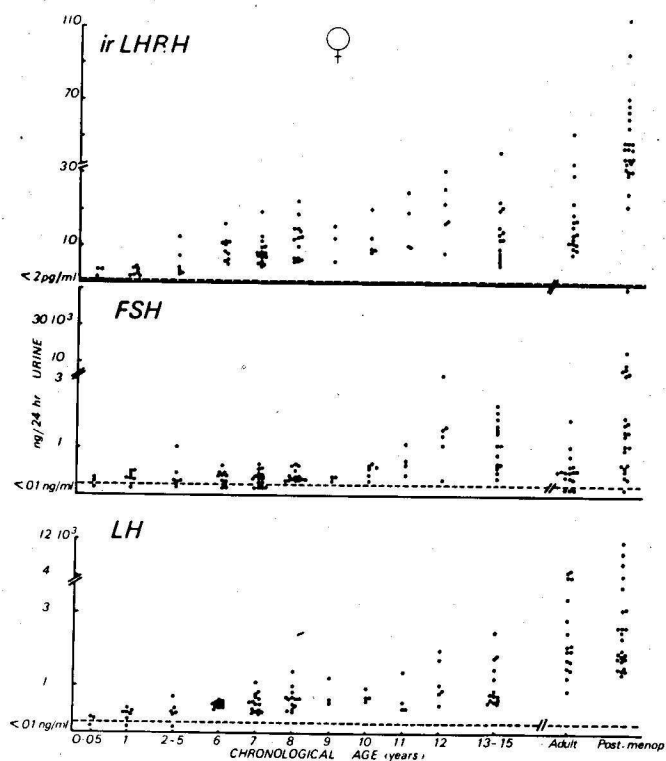 110
ir LHRH ♀
70
30
10
<2pg/ml
FSH
30 10³
10
3
1
<.01 ng/ml
ng/24 hr URINE
LH
12 10³
4
3
1
<.01 ng/ml
0-05 1 2-5 6 7 8 9 10 11 12 13-15 Adult Post-menop
CHRONOLOGICAL AGE (years)